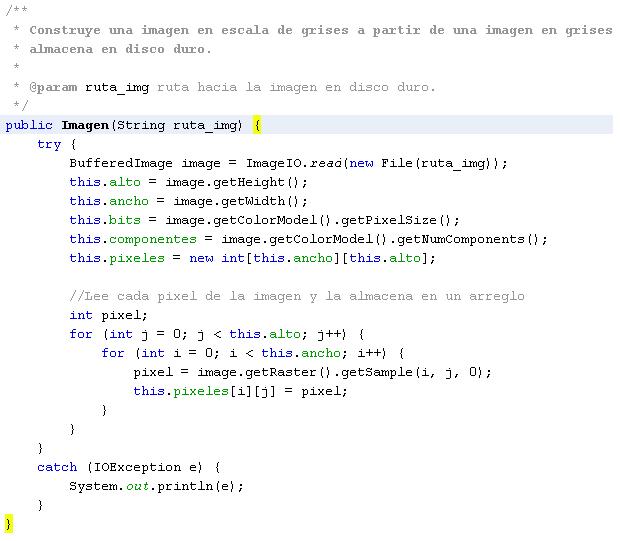 /**
 * Construye una imagen en escala de grises a partir de una imagen en grises
 * almacena en disco duro.
 *
 * @param ruta_img ruta hacia la imagen en disco duro.
 */
public Imagen(String ruta_img) {
    try {
        BufferedImage image = ImageIO.read(new File(ruta_img));
        this.alto = image.getHeight();
        this.ancho = image.getWidth();
        this.bits = image.getColorModel().getPixelSize();
        this.componentes = image.getColorModel().getNumComponents();
        this.pixeles = new int[this.ancho][this.alto];

        //Lee cada pixel de la imagen y la almacena en un arreglo
        int pixel;
        for (int j = 0; j < this.alto; j++) {
            for (int i = 0; i < this.ancho; i++) {
                pixel = image.getRaster().getSample(i, j, 0);
                this.pixeles[i][j] = pixel;
            }
        }
    }
    catch (IOException e) {
        System.out.println(e);
    }
}